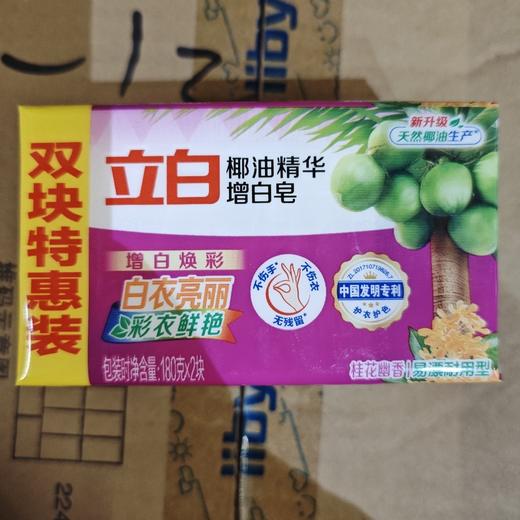 双块特惠装
立白
椰油精华
增白皂
新升级
天然椰油生产
增白焕彩
白衣亮丽
彩衣鲜艳
不伤手
不伤衣
无残留
中国发明专利
护衣护色
包装时净含量:180克×2块
桂花幽香
易漂耐用型
liby
224